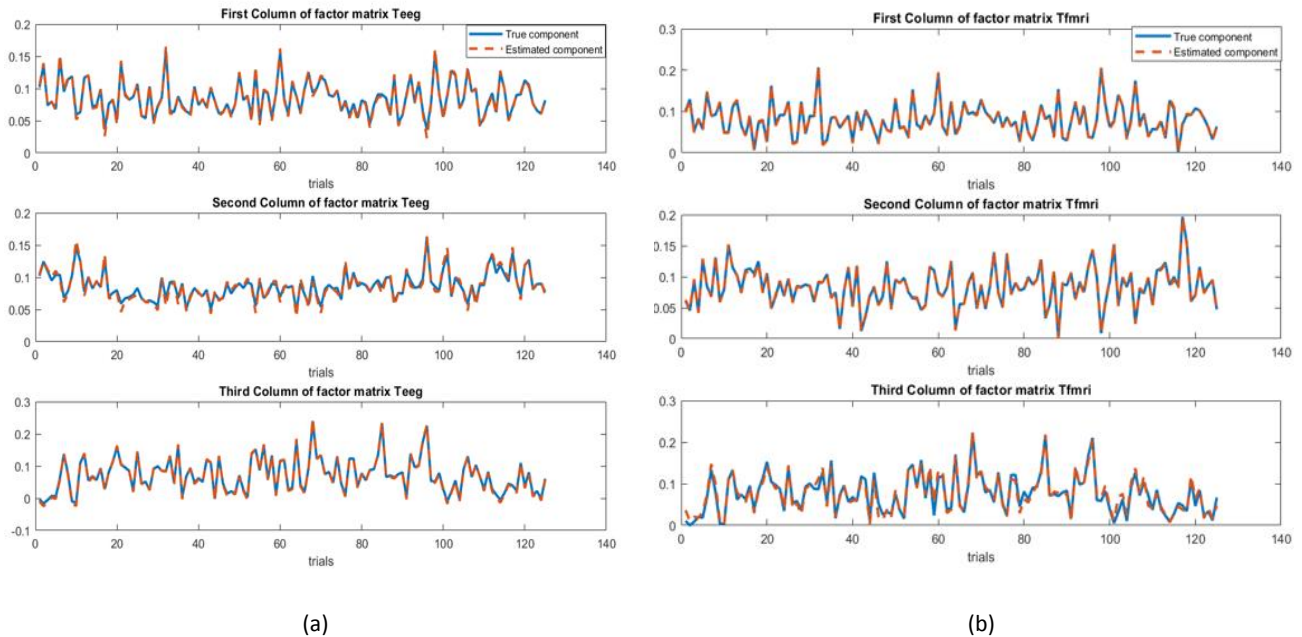 First Column of factor matrix Teeg
0.2
0.15
0.1
0.05
0
True component
Estimated component
0 20 40 60 80 100 120 140
trials
Second Column of factor matrix Teeg
0.2
0.15
0.1
0.05
0
0 20 40 60 80 100 120 140
trials
Third Column of factor matrix Teeg
0.3
0.2
0.1
0
-0.1
0 20 40 60 80 100 120 140
trials
(a)
First Column of factor matrix Tfmri
0.3
0.2
0.1
0
True component
Estimated component
0 20 40 60 80 100 120 140
trials
Second Column of factor matrix Tfmri
0.2
0.15
0.1
0.05
0
0 20 40 60 80 100 120 140
trials
Third Column of factor matrix Tfmri
0.3
0.2
0.1
0
0 20 40 60 80 100 120 140
trials
(b)